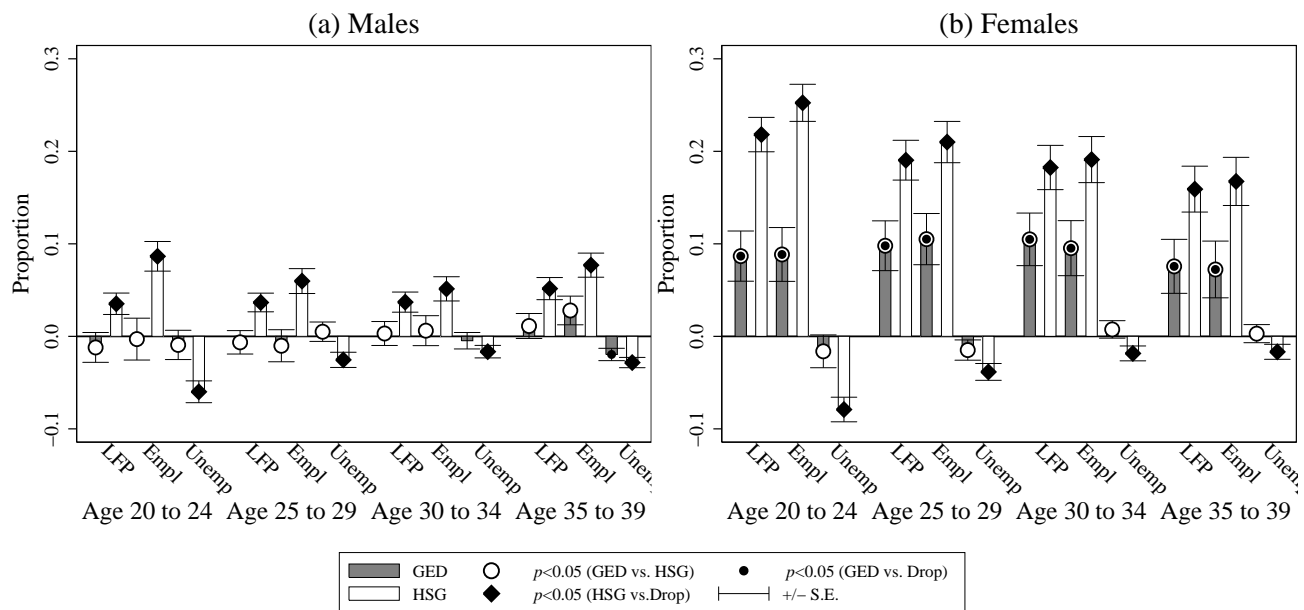 (a) Males
(b) Females
Proportion
0.3
0.2
0.1
0.0
−0.1
LFP Empl Unemp LFP Empl Unemp LFP Empl Unemp LFP Empl Unemp
Age 20 to 24 Age 25 to 29 Age 30 to 34 Age 35 to 39
Proportion
0.3
0.2
0.1
0.0
−0.1
LFP Empl Unemp LFP Empl Unemp LFP Empl Unemp LFP Empl Unemp
Age 20 to 24 Age 25 to 29 Age 30 to 34 Age 35 to 39
GED p<0.05 (GED vs. HSG) p<0.05 (GED vs. Drop)
HSG p<0.05 (HSG vs.Drop) +/− S.E.